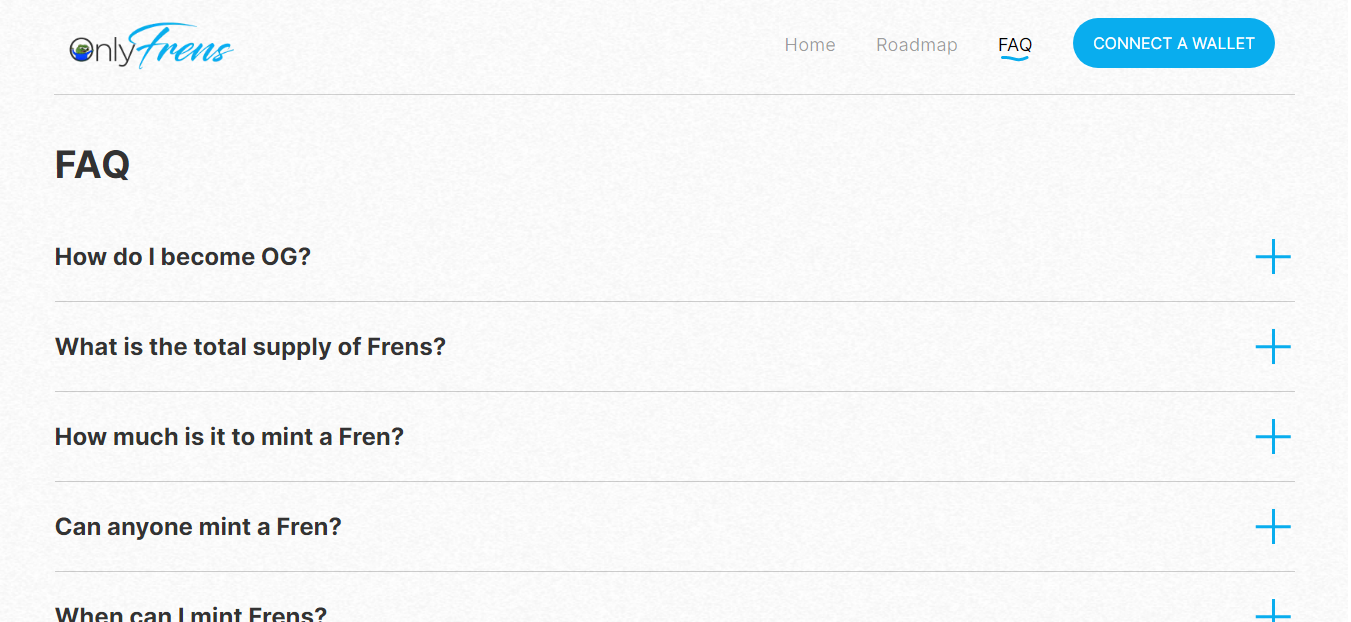 OnlyFrens
Home
Roadmap
FAQ
CONNECT A WALLET
FAQ
How do I become OG?
What is the total supply of Frens?
How much is it to mint a Fren?
Can anyone mint a Fren?
When can I mint Frens?